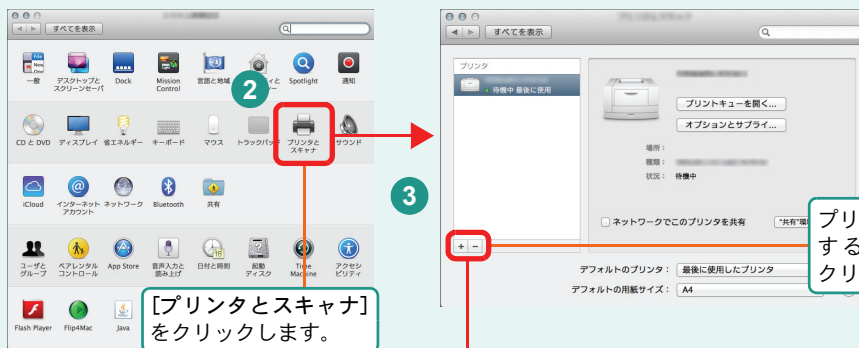 すべてを表示
一般
デスクトップと
スクリーンセーバ
Dock
Mission
Control
言語と地域
Spotlight
通知
2
CD と DVD
ディスプレイ
省エネルギー
キーボード
マウス
トラックパッド
プリンタと
スキャナ
サウンド
iCloud
インターネット
アカウント
ネットワーク
Bluetooth
共有
ユーザと
グループ
ペアレンタル
コントロール
App Store
音声入力と
読み上げ
日付と時刻
起動
ディスク
Time
Machine
アクセシ
ビリティ
Flash Player
Flip4Mac
Java
[プリンタとスキャナ]
をクリックします。
3
すべてを表示
プリンタ
待機中 最後に使用
プリントキューを開く...
オプションとサプライ...
場所：
種類：
状況： 待機中
ネットワークでこのプリンタを共有
+ −
デフォルトのプリンタ： 最後に使用したプリンタ
デフォルトの用紙サイズ： A4
プリ
する
クリ